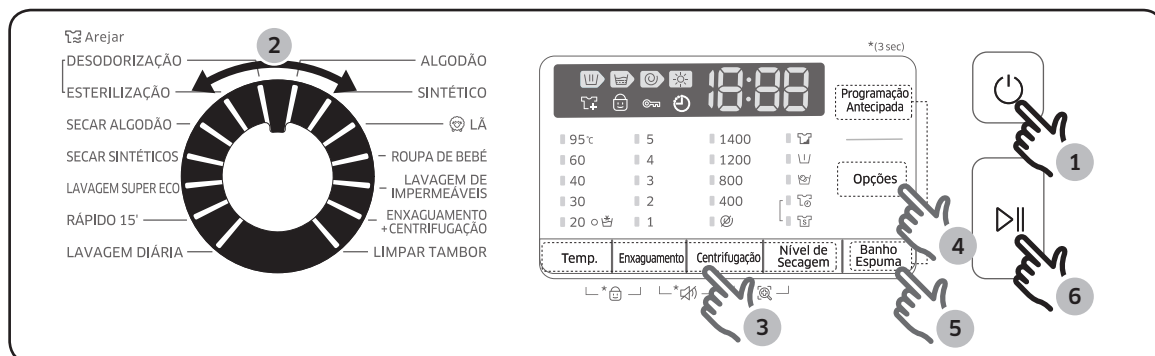 Arejar
DESODORIZAÇÃO
ESTERILIZAÇÃO
SECAR ALGODÃO
SECAR SINTÉTICOS
LAVAGEM SUPER ECO
RÁPIDO 15'
LAVAGEM DIÁRIA
2
ALGODÃO
SINTÉTICO
LÃ
ROUPA DE BEBÉ
LAVAGEM DE
IMPERMEÁVEIS
ENXAGUAMENTO
+CENTRIFUGAÇÃO
LIMPAR TAMBOR
*(3 sec)
18:88
Programação
Antecipada
95℃ 5 1400
60 4 1200
40 3 800
30 2 400
20 1
Opções
Temp. Enxaguamento Centrifugação Nível de
Secagem
Banho
Espuma
* *
1
3
4
5
6